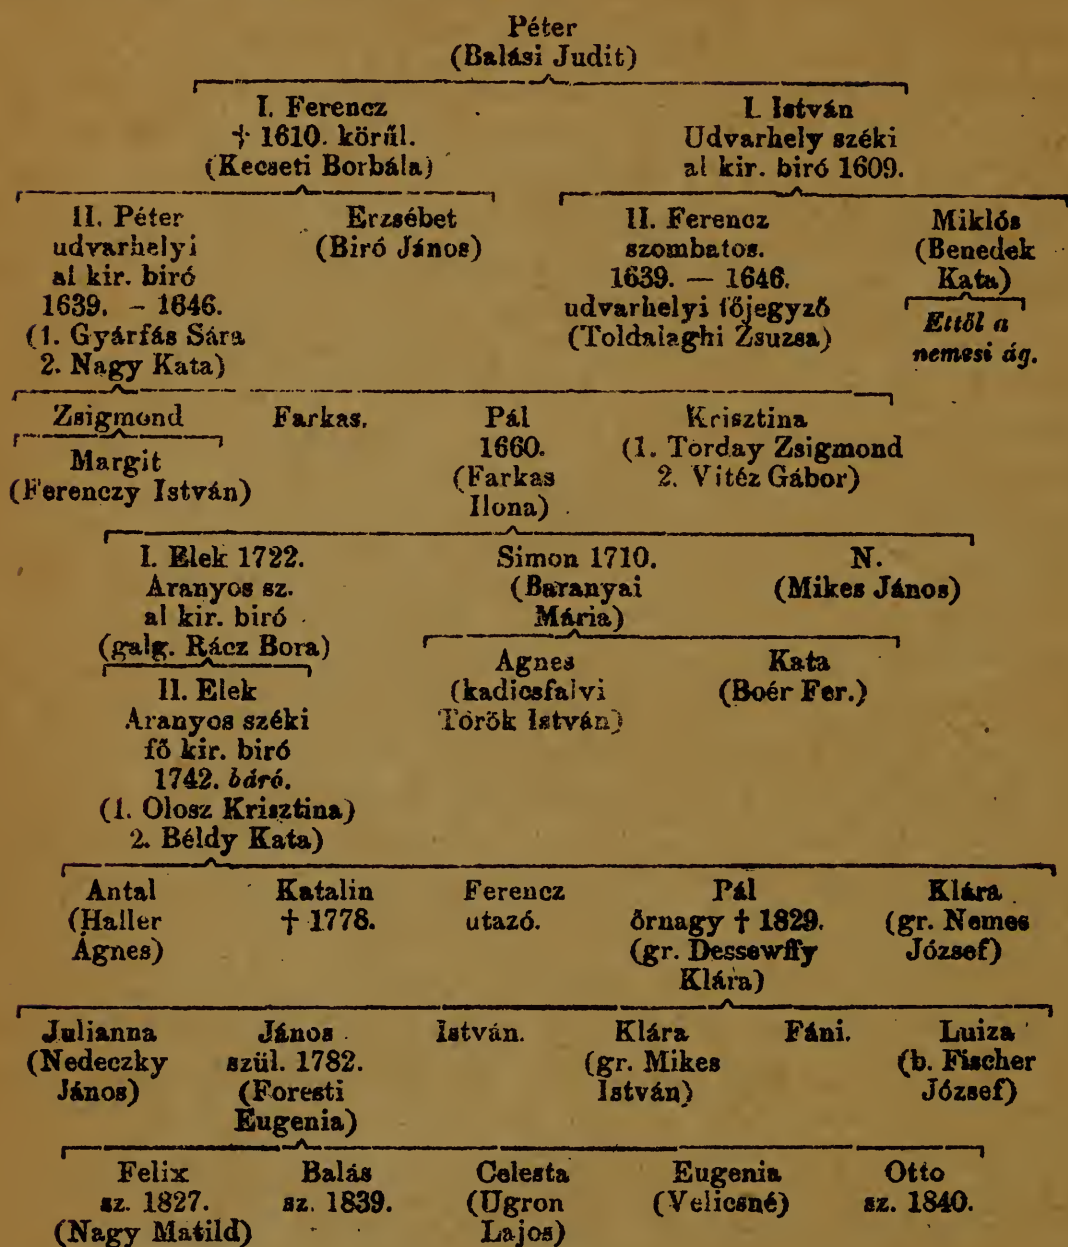 Péter
(Balási Judit)
I. Ferencz
† 1610. körűl.
(Kecseti Borbála)
I. István
Udvarhely széki
al kir. biró 1609.
II. Péter
udvarhelyi
al kir. biró
1639. – 1646.
(1. Gyárfás Sára
2. Nagy Kata)
Erzsébet
(Biró János)
II. Ferencz
szombatos.
1639. — 1646.
udvarhelyi főjegyző
(Toldalaghi Zsuzsa)
Miklós
(Benedek
Kata)
Ettől a
nemesi ág.
Zsigmond
Margit
(Ferenczy István)
Farkas.
Pál
1660.
(Farkas
Ilona)
Krisztina
(1. Torday Zsigmond
2. Vitéz Gábor)
I. Elek 1722.
Aranyos sz.
al kir. biró
(galg. Rácz Bora)
Simon 1710.
(Baranyai
Mária)
N.
(Mikes János)
II. Elek
Aranyos széki
fő kir. biró
1742. báró.
(1. Olosz Krisztina)
2. Béldy Kata)
Agnes
(kadicsfalvi
Török István)
Kata
(Boér Fer.)
Antal
(Haller
Ágnes)
Katalin
† 1778.
Ferencz
utazó.
Pál
őrnagy † 1829.
(gr. Dessewffy
Klára)
Klára
(gr. Nemes
József)
Julianna
(Nedeczky
János)
János
szül. 1782.
(Foresti
Eugenia)
István.
Klára
(gr. Mikes
István)
Fáni.
Luiza
(b. Fischer
József)
Felix
sz. 1827.
(Nagy Matild)
Balás
sz. 1839.
Celesta
(Ugron
Lajos)
Eugenia
(Velicsné)
Otto
sz. 1840.